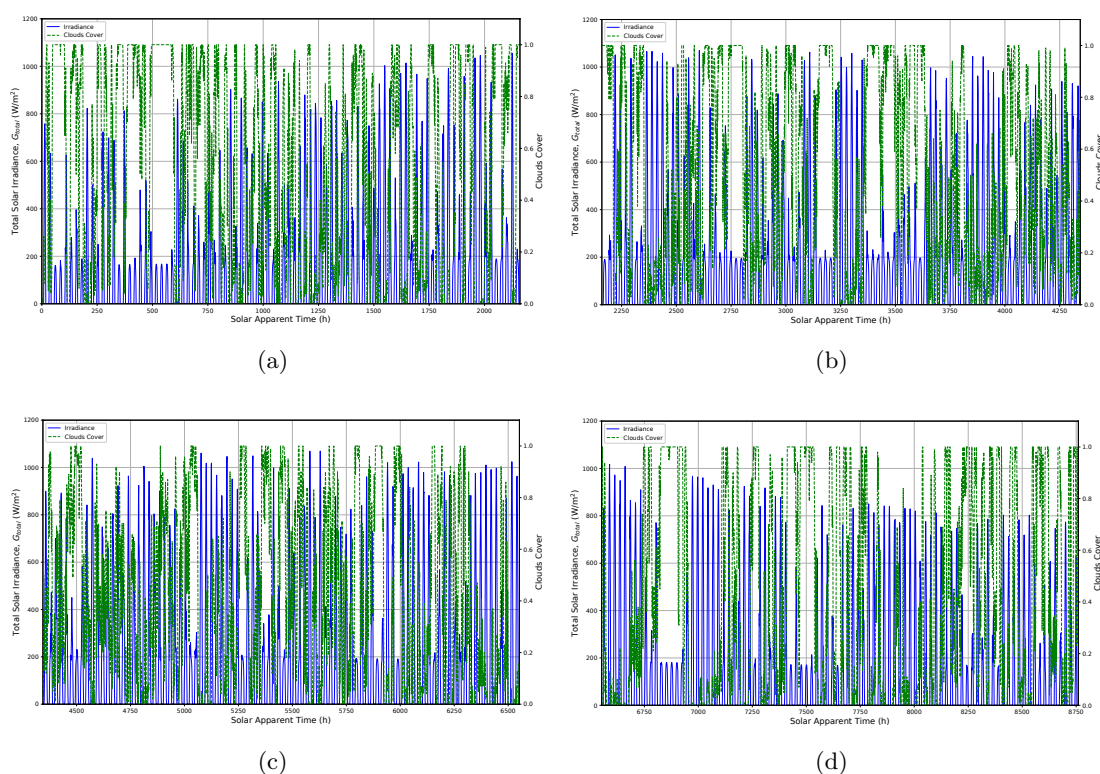 Irradiance
Clouds Cover
1200
1000
800
600
400
200
0
Total Solar Irradiance, G_total (W/m²)
1.0
0.8
0.6
0.4
0.2
0.0
Clouds Cover
0 250 500 750 1000 1250 1500 1750 2000
Solar Apparent Time (h)
(a)
Irradiance
Clouds Cover
1200
1000
800
600
400
200
0
Total Solar Irradiance, G_total (W/m²)
1.0
0.8
0.6
0.4
0.2
0.0
Clouds Cover
2250 2500 2750 3000 3250 3500 3750 4000 4250
Solar Apparent Time (h)
(b)
Irradiance
Clouds Cover
1200
1000
800
600
400
200
0
Total Solar Irradiance, G_total (W/m²)
1.0
0.8
0.6
0.4
0.2
0.0
Clouds Cover
4500 4750 5000 5250 5500 5750 6000 6250 6500
Solar Apparent Time (h)
(c)
Irradiance
Clouds Cover
1200
1000
800
600
400
200
0
Total Solar Irradiance, G_total (W/m²)
1.0
0.8
0.6
0.4
0.2
0.0
Clouds Cover
6750 7000 7250 7500 7750 8000 8250 8500 8750
Solar Apparent Time (h)
(d)